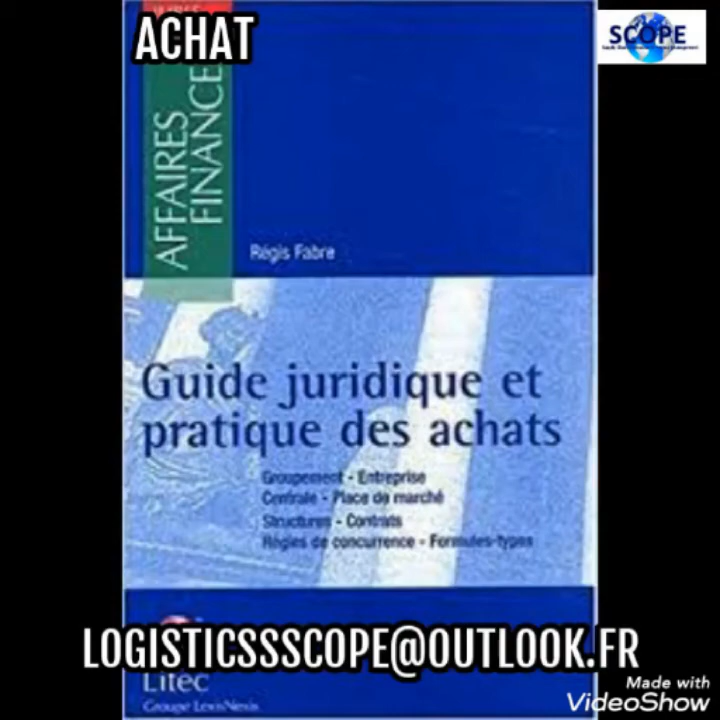 ACHAT
SCOPE
AFFAIRES
FINANCE
Régis Fabre
Guide juridique et
pratique des achats
Groupement - Entreprise
Centrale - Place de marché
Structures - Contrats
Règles de concurrence - Formules-types
LOGISTICSSSCOPE@OUTLOOK.FR
Litec
Groupe LexisNexis
Made with
VideoShow